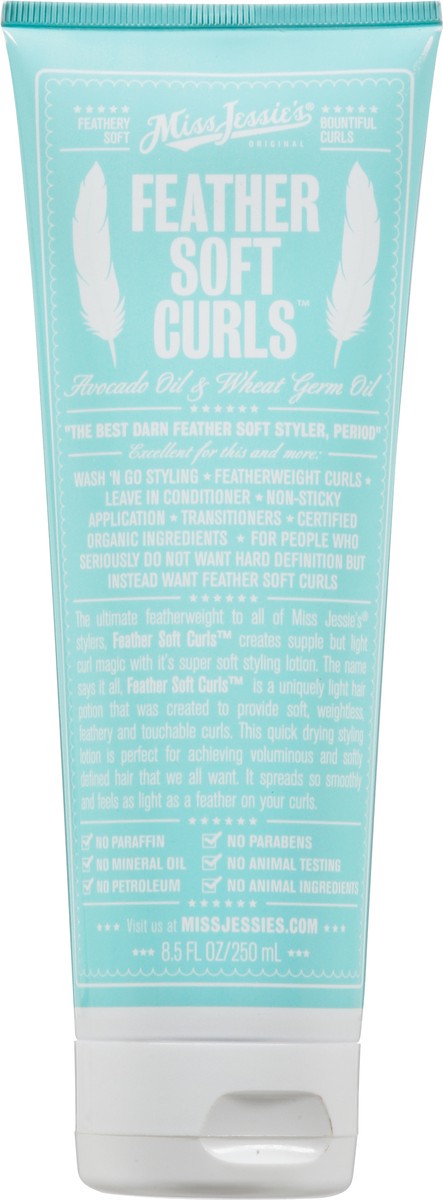 FEATHERY
SOFT
Miss Jessie's®
ORIGINAL
BOUNTIFUL
CURLS
FEATHER
SOFT
CURLS™
Avocado Oil & Wheat Germ Oil
"THE BEST DARN FEATHER SOFT STYLER, PERIOD"
Excellent for this and more:
WASH 'N GO STYLING ★ FEATHERWEIGHT CURLS ★
LEAVE IN CONDITIONER ★ NON-STICKY
APPLICATION ★ TRANSITIONERS ★ CERTIFIED
ORGANIC INGREDIENTS ★ FOR PEOPLE WHO
SERIOUSLY DO NOT WANT HARD DEFINITION BUT
INSTEAD WANT FEATHER SOFT CURLS
The ultimate featherweight to all of Miss Jessie's®
stylers, Feather Soft Curls™ creates supple but light
curl magic with it's super soft styling lotion. The name
says it all, Feather Soft Curls™ is a uniquely light hair
potion that was created to provide soft, weightless,
feathery and touchable curls. This quick drying styling
lotion is perfect for achieving voluminous and softly
defined hair that we all want. It spreads so smoothly
and feels as light as a feather on your curls.
NO PARAFFIN NO PARABENS
NO MINERAL OIL NO ANIMAL TESTING
NO PETROLEUM NO ANIMAL INGREDIENTS
★★★ Visit us at MISSJESSIES.COM ★★★
★★★ 8.5 FL OZ/250 mL ★★★